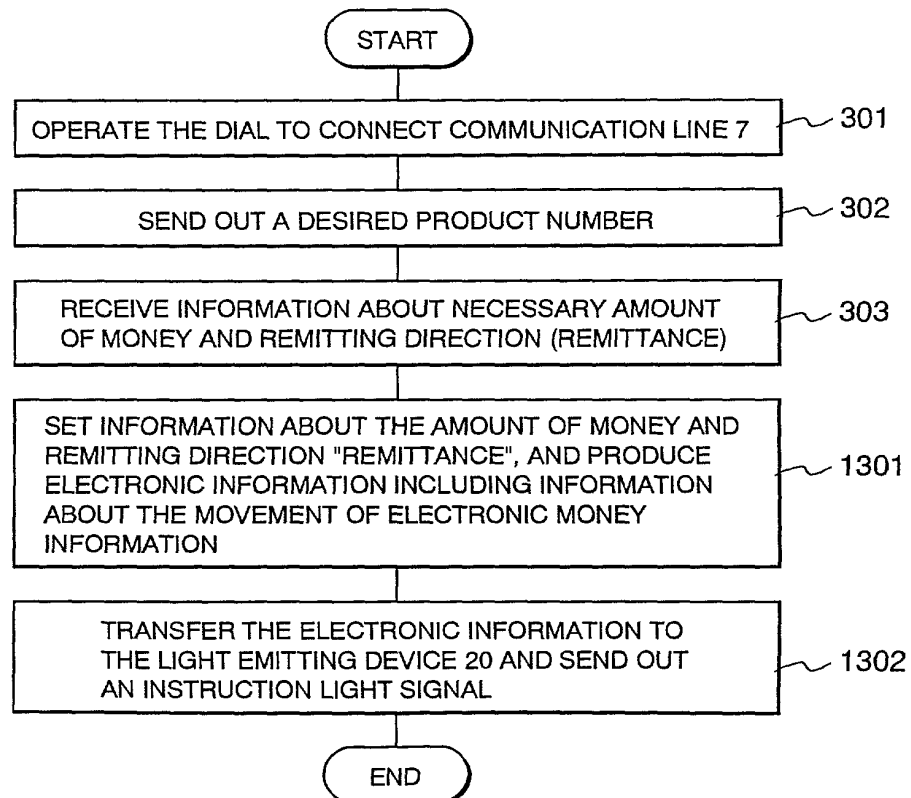 START
OPERATE THE DIAL TO CONNECT COMMUNICATION LINE 7
301
SEND OUT A DESIRED PRODUCT NUMBER
302
RECEIVE INFORMATION ABOUT NECESSARY AMOUNT
OF MONEY AND REMITTING DIRECTION (REMITTANCE)
303
SET INFORMATION ABOUT THE AMOUNT OF MONEY AND
REMITTING DIRECTION "REMITTANCE", AND PRODUCE
ELECTRONIC INFORMATION INCLUDING INFORMATION
ABOUT THE MOVEMENT OF ELECTRONIC MONEY
INFORMATION
1301
TRANSFER THE ELECTRONIC INFORMATION TO
THE LIGHT EMITTING DEVICE 20 AND SEND OUT
AN INSTRUCTION LIGHT SIGNAL
1302
END